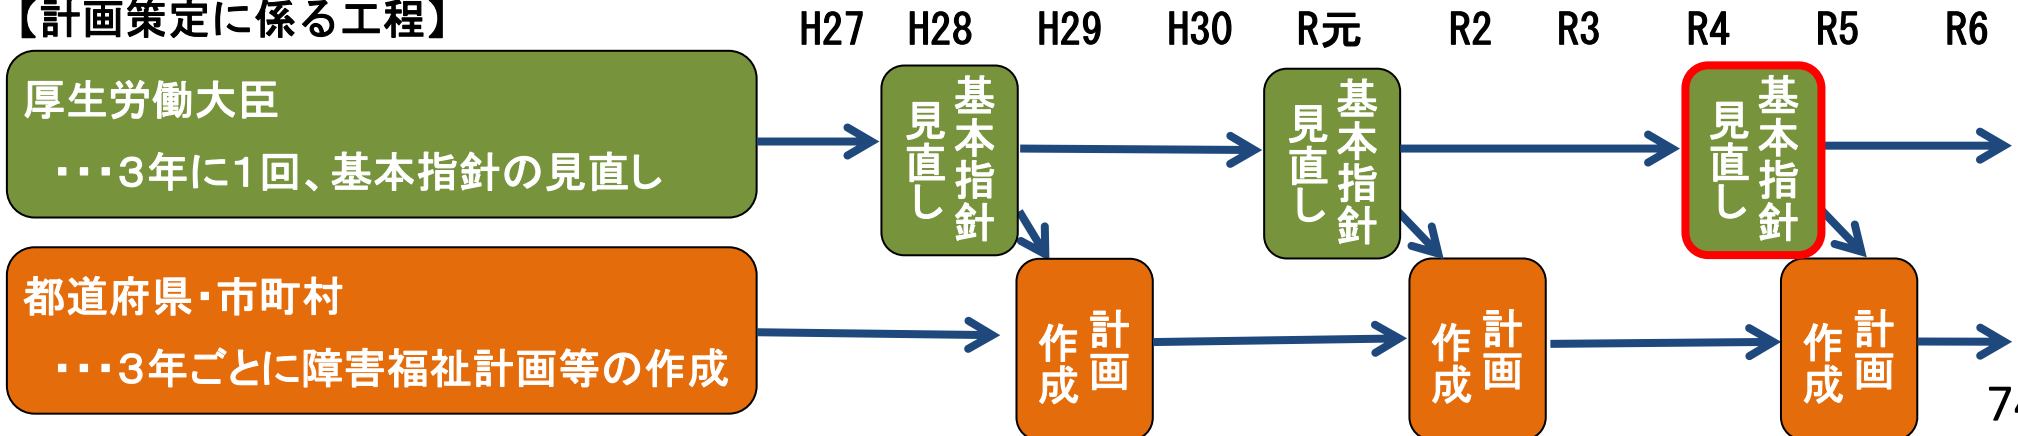 【計画策定に係る工程】
H27 H28 H29 H30 R元 R2 R3 R4 R5 R6
厚生労働大臣
・・・３年に１回、基本指針の見直し
基本指針
見直し
基本指針
見直し
基本指針
見直し
都道府県・市町村
・・・３年ごとに障害福祉計画等の作成
計画
作成
計画
作成
計画
作成